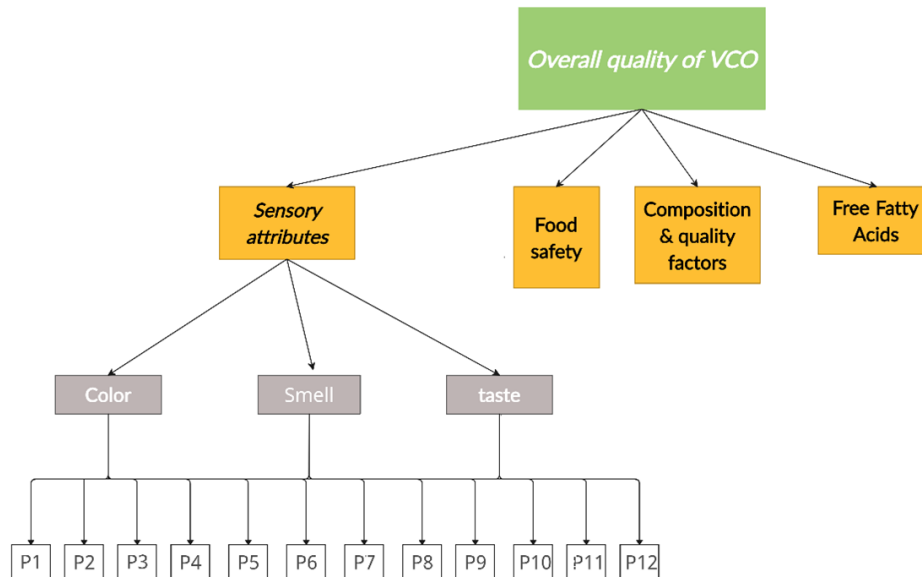 Overall quality of VCO
Sensory
attributes
Food
safety
Composition
& quality
factors
Free Fatty
Acids
Color
Smell
taste
P1
P2
P3
P4
P5
P6
P7
P8
P9
P10
P11
P12